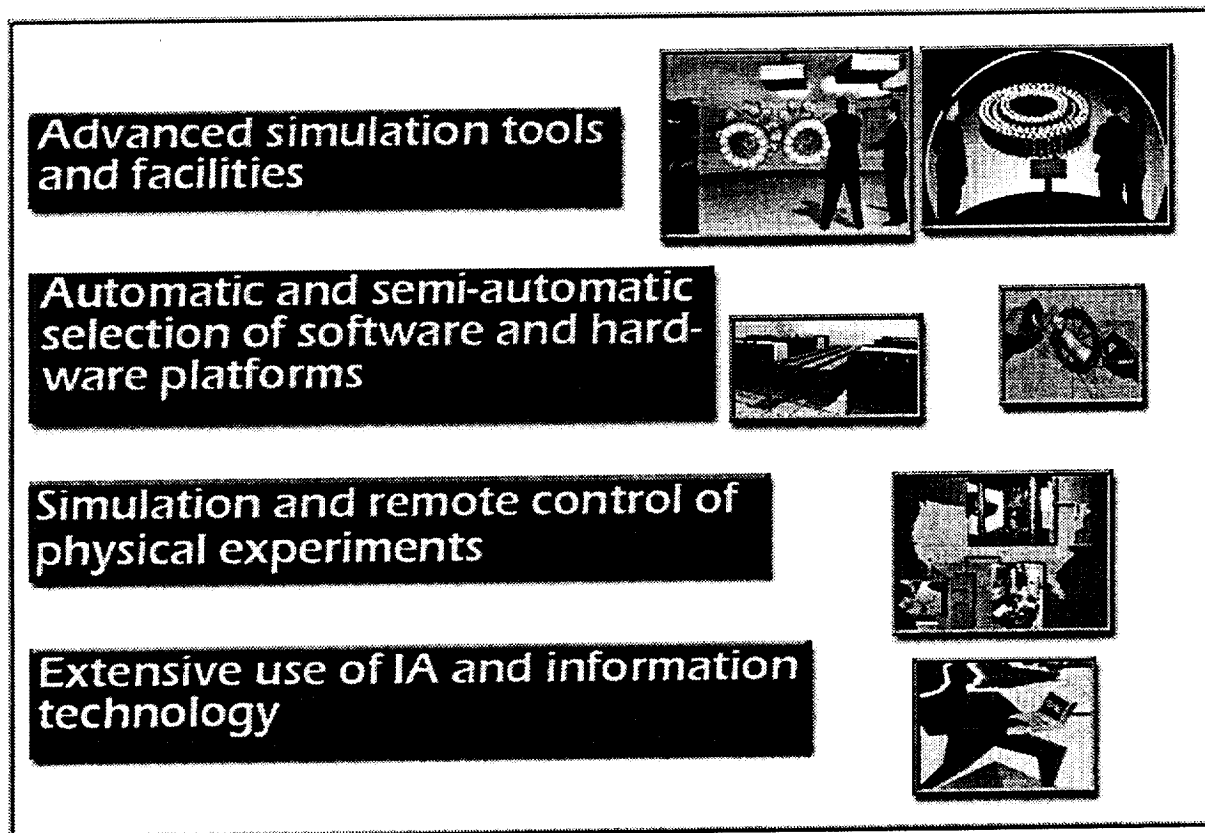 Advanced simulation tools
and facilities
Automatic and semi-automatic
selection of software and hard-
ware platforms
Simulation and remote control of
physical experiments
Extensive use of IA and information
technology